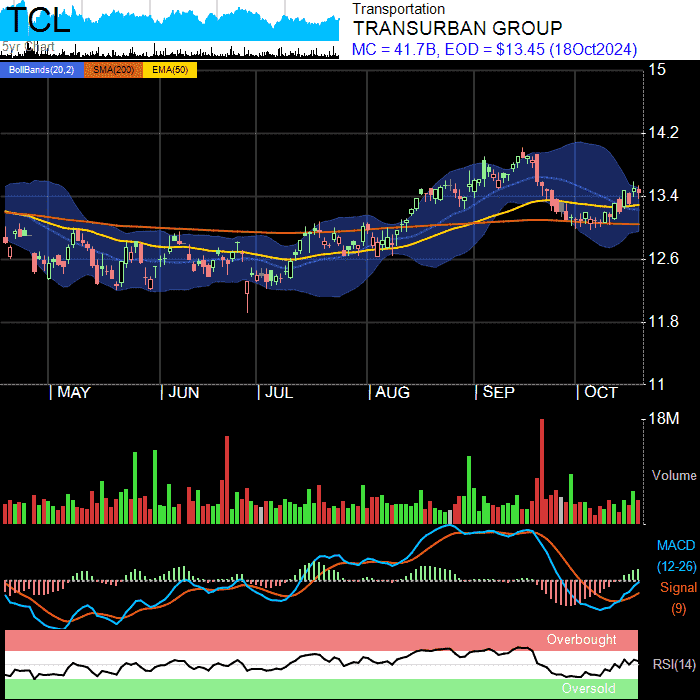 TCL
5yr Chart
Transportation
TRANSURBAN GROUP
MC = 41.7B, EOD = $13.45 (18Oct2024)
BollBands(20,2) SMA(200) EMA(50)
15
14.2
13.4
12.6
11.8
11
MAY JUN JUL AUG SEP OCT
18M
Volume
MACD
(12-26)
Signal
(9)
Overbought
RSI(14)
Oversold